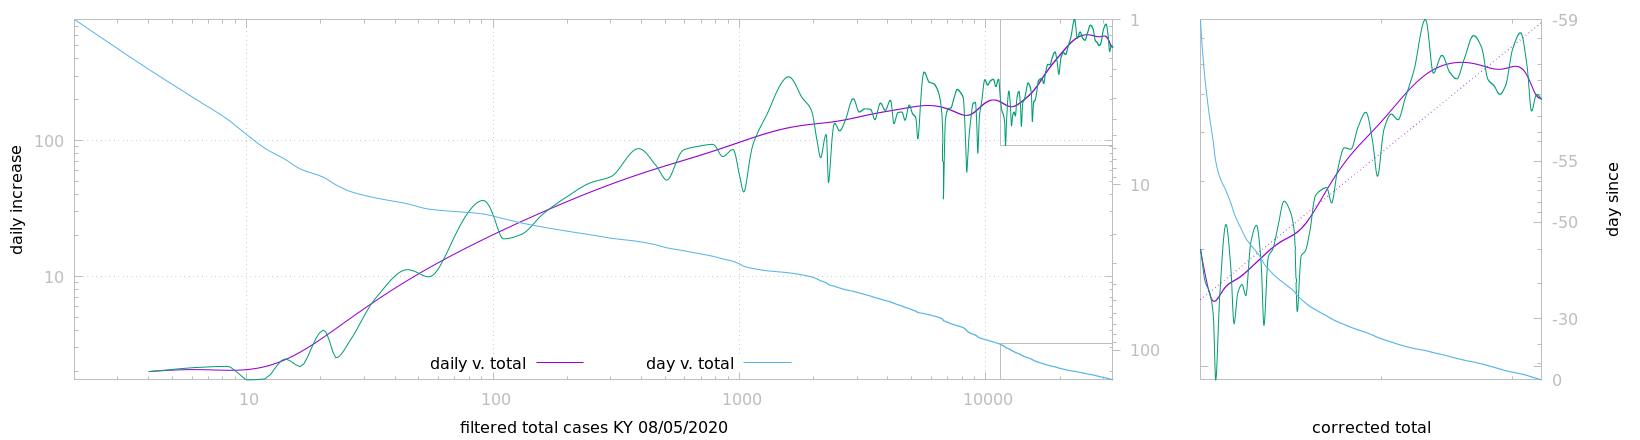 daily increase
100
10
daily v. total
day v. total
10
100
1000
10000
filtered total cases KY 08/05/2020
1
10
100
-59
-55
-50
-30
0
day since
corrected total